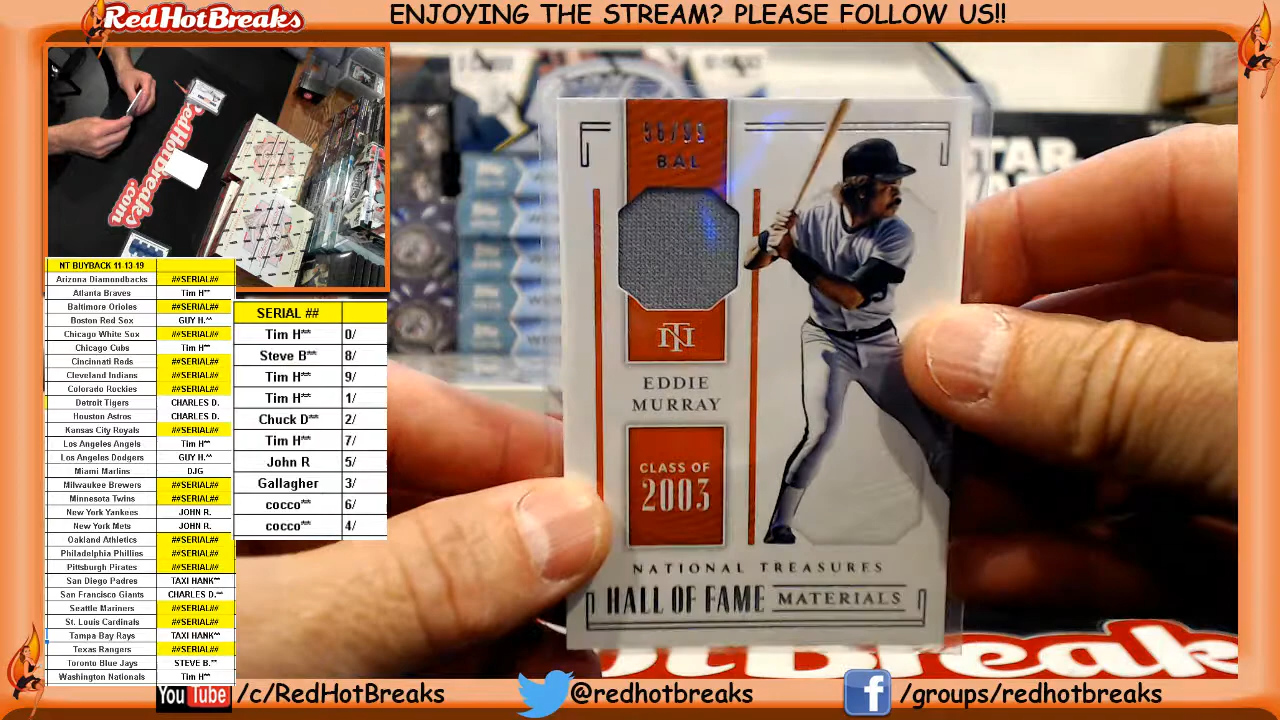 RedHotBreaks
ENJOYING THE STREAM? PLEASE FOLLOW US!!
RedHotBreaks
.com
NT BUYBACK 11-13-19
Arizona Diamondbacks ##SERIAL##
Atlanta Braves Tim H**
Baltimore Orioles ##SERIAL##
Boston Red Sox GUY H.^^
Chicago White Sox ##SERIAL##
Chicago Cubs Tim H**
Cincinnati Reds ##SERIAL##
Cleveland Indians ##SERIAL##
Colorado Rockies ##SERIAL##
Detroit Tigers CHARLES D.
Houston Astros CHARLES D.
Kansas City Royals ##SERIAL##
Los Angeles Angels Tim H**
Los Angeles Dodgers GUY H.^^
Miami Marlins DJG
Milwaukee Brewers ##SERIAL##
Minnesota Twins ##SERIAL##
New York Yankees JOHN R.
New York Mets JOHN R.
Oakland Athletics ##SERIAL##
Philadelphia Phillies ##SERIAL##
Pittsburgh Pirates ##SERIAL##
San Diego Padres TAXI HANK**
San Francisco Giants CHARLES D.**
Seattle Mariners ##SERIAL##
St. Louis Cardinals ##SERIAL##
Tampa Bay Rays TAXI HANK**
Texas Rangers ##SERIAL##
Toronto Blue Jays STEVE B.**
Washington Nationals Tim H**
SERIAL ##
Tim H** 0/
Steve B** 8/
Tim H** 9/
Tim H** 1/
Chuck D** 2/
Tim H** 7/
John R 5/
Gallagher 3/
cocco** 6/
cocco** 4/
56/99
BAL
NT
EDDIE
MURRAY
CLASS OF
2003
NATIONAL TREASURES
HALL OF FAME MATERIALS
STAR
otBreak
YouTube /c/RedHotBreaks
@redhotbreaks
f /groups/redhotbreaks